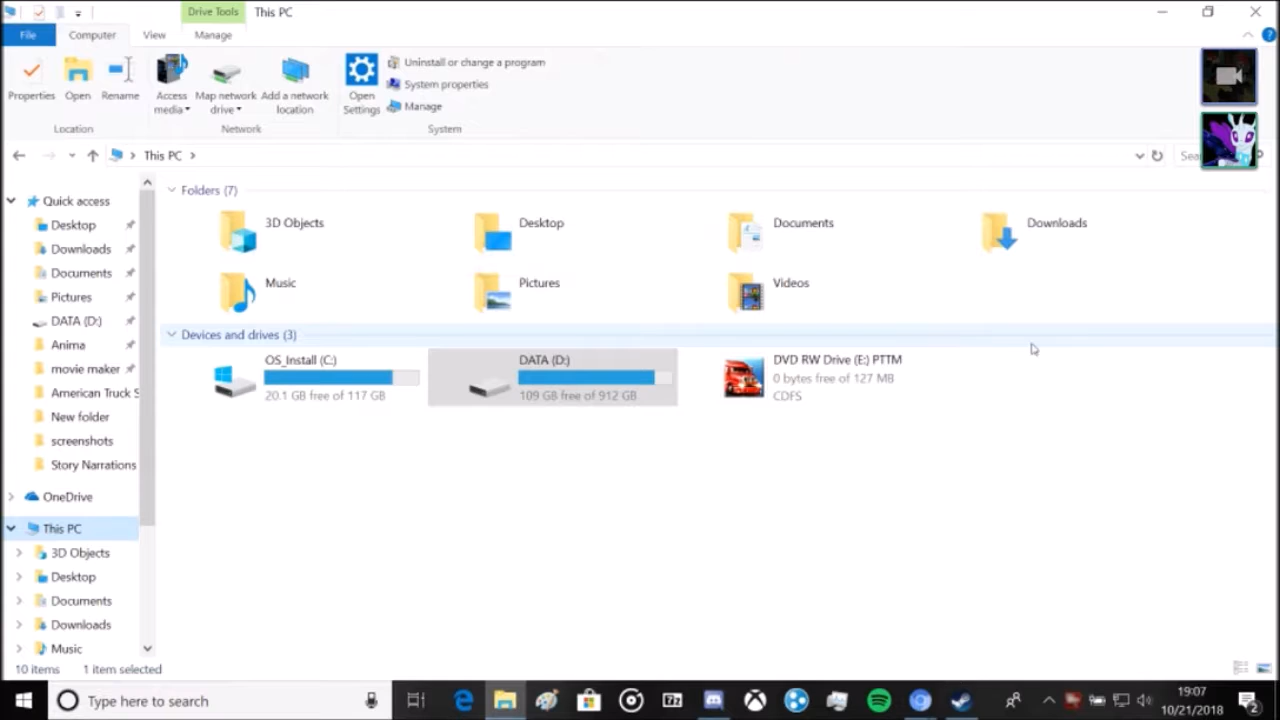 Drive Tools
This PC
File
Computer
View
Manage
Properties
Open
Rename
Access media
Map network drive
Add a network location
Open Settings
Uninstall or change a program
System properties
Manage
Location
Network
System
This PC
Quick access
Desktop
Downloads
Documents
Pictures
DATA (D:)
Anima
movie maker
American Truck S
New folder
screenshots
Story Narrations
OneDrive
This PC
3D Objects
Desktop
Documents
Downloads
Music
Folders (7)
3D Objects
Desktop
Documents
Downloads
Music
Pictures
Videos
Devices and drives (3)
OS_Install (C:)
20.1 GB free of 117 GB
DATA (D:)
109 GB free of 912 GB
DVD RW Drive (E:) PTTM
0 bytes free of 127 MB
CDFS
10 items
1 item selected
Type here to search
19:07
10/21/2018
2